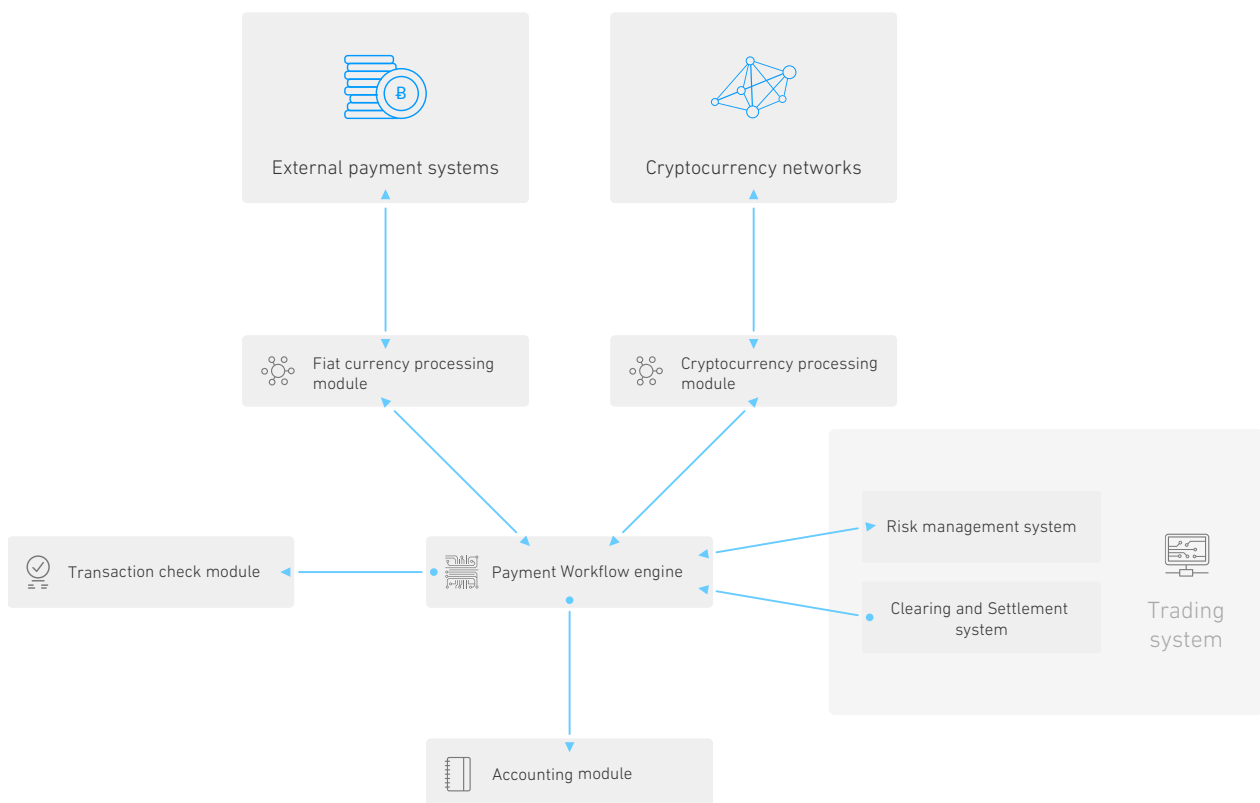 Ƀ
External payment systems
Cryptocurrency networks
Fiat currency processing
module
Cryptocurrency processing
module
Risk management system
Transaction check module
Payment Workflow engine
Clearing and Settlement
system
Trading
system
Accounting module